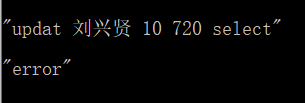 "updat 刘兴贤 10 720 select"
"error"